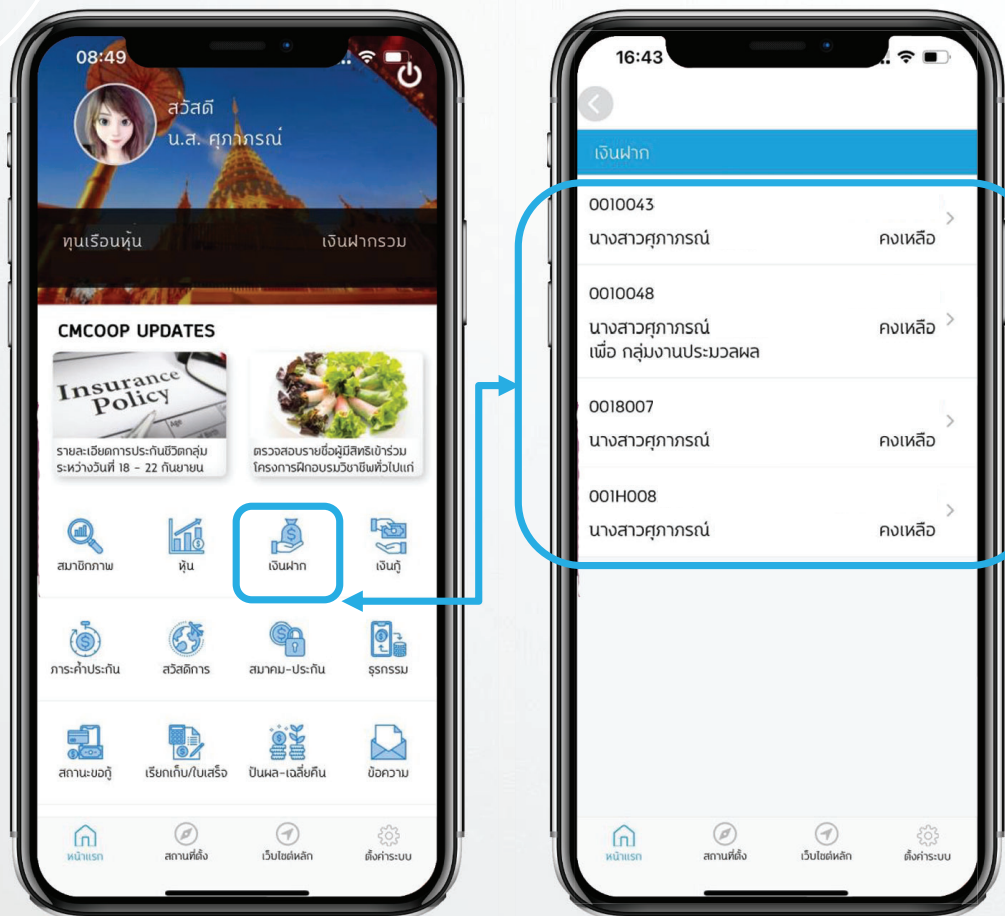 08:49
สวัสดี
น.ส. ศุภาภรณ์
ทุนเรือนหุ้น
เงินฝากรวม
CMCOOP UPDATES
Insurance
Policy
Age
รายละเอียดการประกันชีวิตกลุ่ม
ระหว่างวันที่ 18 - 22 กันยายน
ตรวจสอบรายชื่อผู้มีสิทธิเข้าร่วม
โครงการฝึกอบรมวิชาชีพทั่วไปแก่
สมาชิกภาพ
หุ้น
เงินฝาก
เงินกู้
ภาระค้ำประกัน
สวัสดิการ
สมาคม-ประกัน
ธุรกรรม
สถานะขอกู้
เรียกเก็บ/ใบเสร็จ
ปันผล-เฉลี่ยคืน
ข้อความ
หน้าแรก
สถานที่ตั้ง
เว็บไซต์หลัก
ตั้งค่าระบบ
16:43
เงินฝาก
0010043
นางสาวศุภาภรณ์ คงเหลือ
0010048
นางสาวศุภาภรณ์ คงเหลือ
เพื่อ กลุ่มงานประมวลผล
0018007
นางสาวศุภาภรณ์ คงเหลือ
001H008
นางสาวศุภาภรณ์ คงเหลือ
หน้าแรก
สถานที่ตั้ง
เว็บไซต์หลัก
ตั้งค่าระบบ